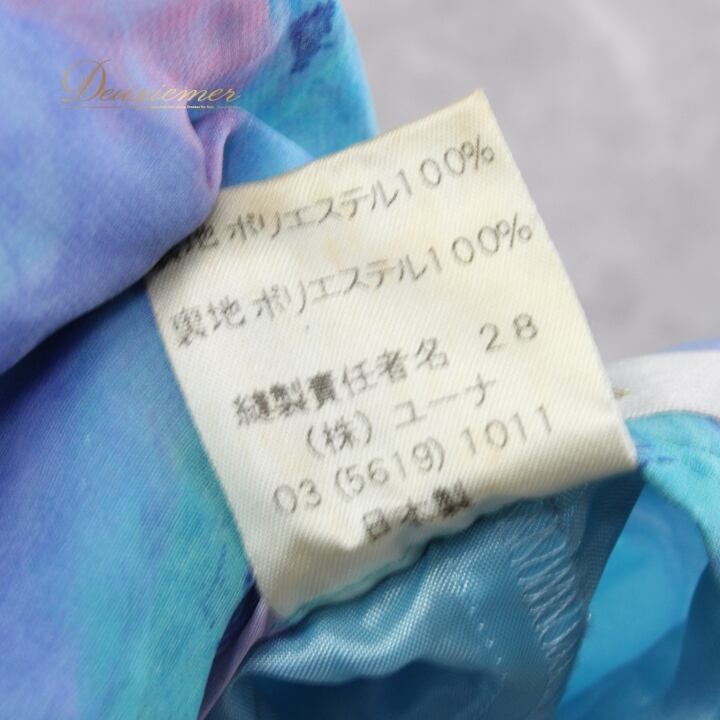 Deuxiemer
地 ポリエステル100%
裏地 ポリエステル100%
縫製責任者名 28
(株) ユーナ
03 (5619) 1011
日本製